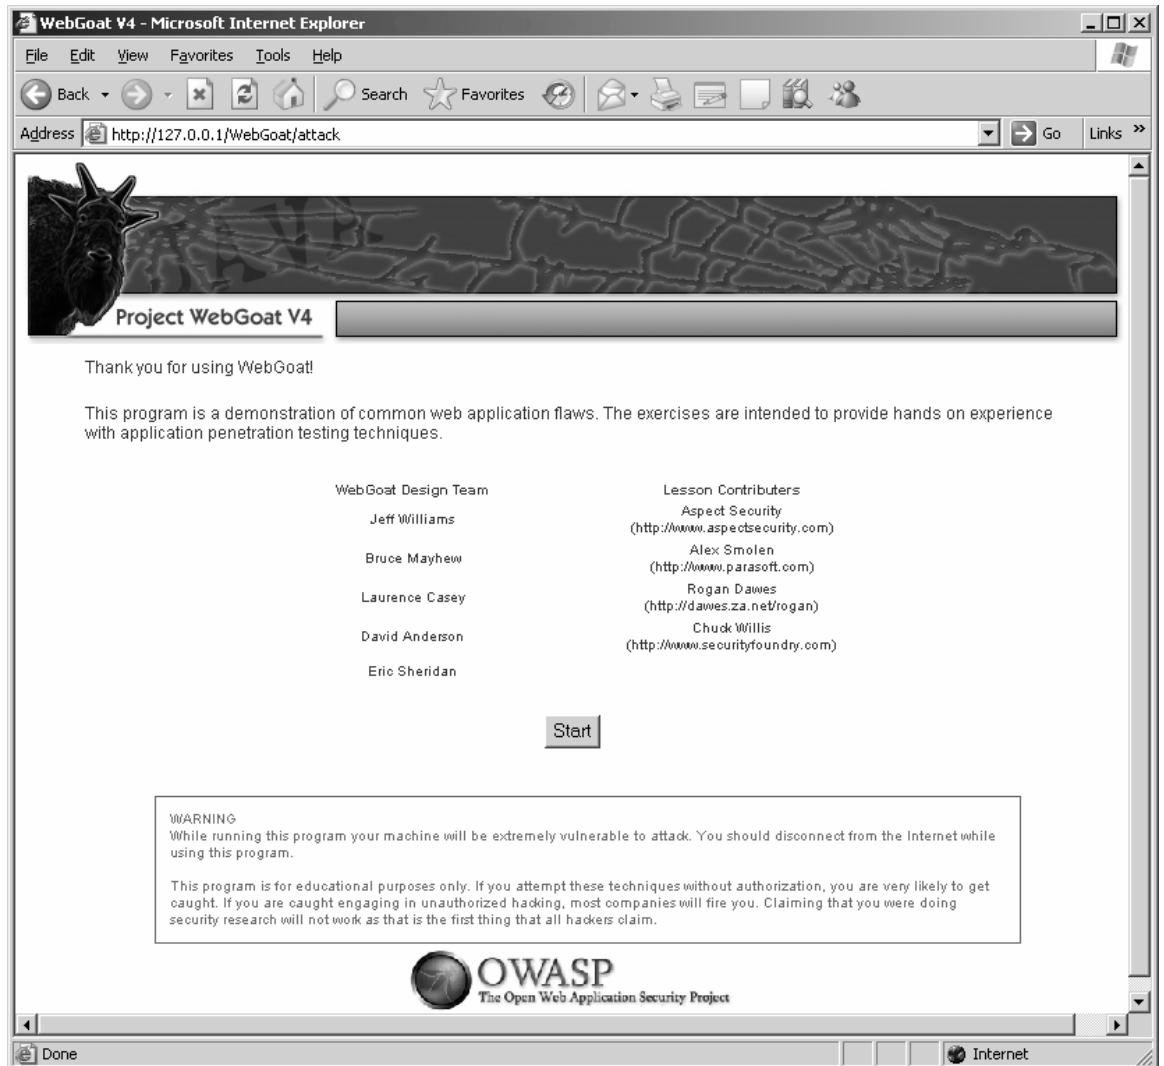 WebGoat V4 - Microsoft Internet Explorer
File Edit View Favorites Tools Help
Back Search Favorites
Address http://127.0.0.1/WebGoat/attack Go Links »
JAVA
Project WebGoat V4
Thank you for using WebGoat!
This program is a demonstration of common web application flaws. The exercises are intended to provide hands on experience
with application penetration testing techniques.
WebGoat Design Team
Jeff Williams
Bruce Mayhew
Laurence Casey
David Anderson
Eric Sheridan
Lesson Contributers
Aspect Security
(http://www.aspectsecurity.com)
Alex Smolen
(http://www.parasoft.com)
Rogan Dawes
(http://dawes.za.net/rogan)
Chuck Willis
(http://www.securityfoundry.com)
Start
WARNING
While running this program your machine will be extremely vulnerable to attack. You should disconnect from the Internet while
using this program.
This program is for educational purposes only. If you attempt these techniques without authorization, you are very likely to get
caught. If you are caught engaging in unauthorized hacking, most companies will fire you. Claiming that you were doing
security research will not work as that is the first thing that all hackers claim.
OWASP
The Open Web Application Security Project
Done Internet